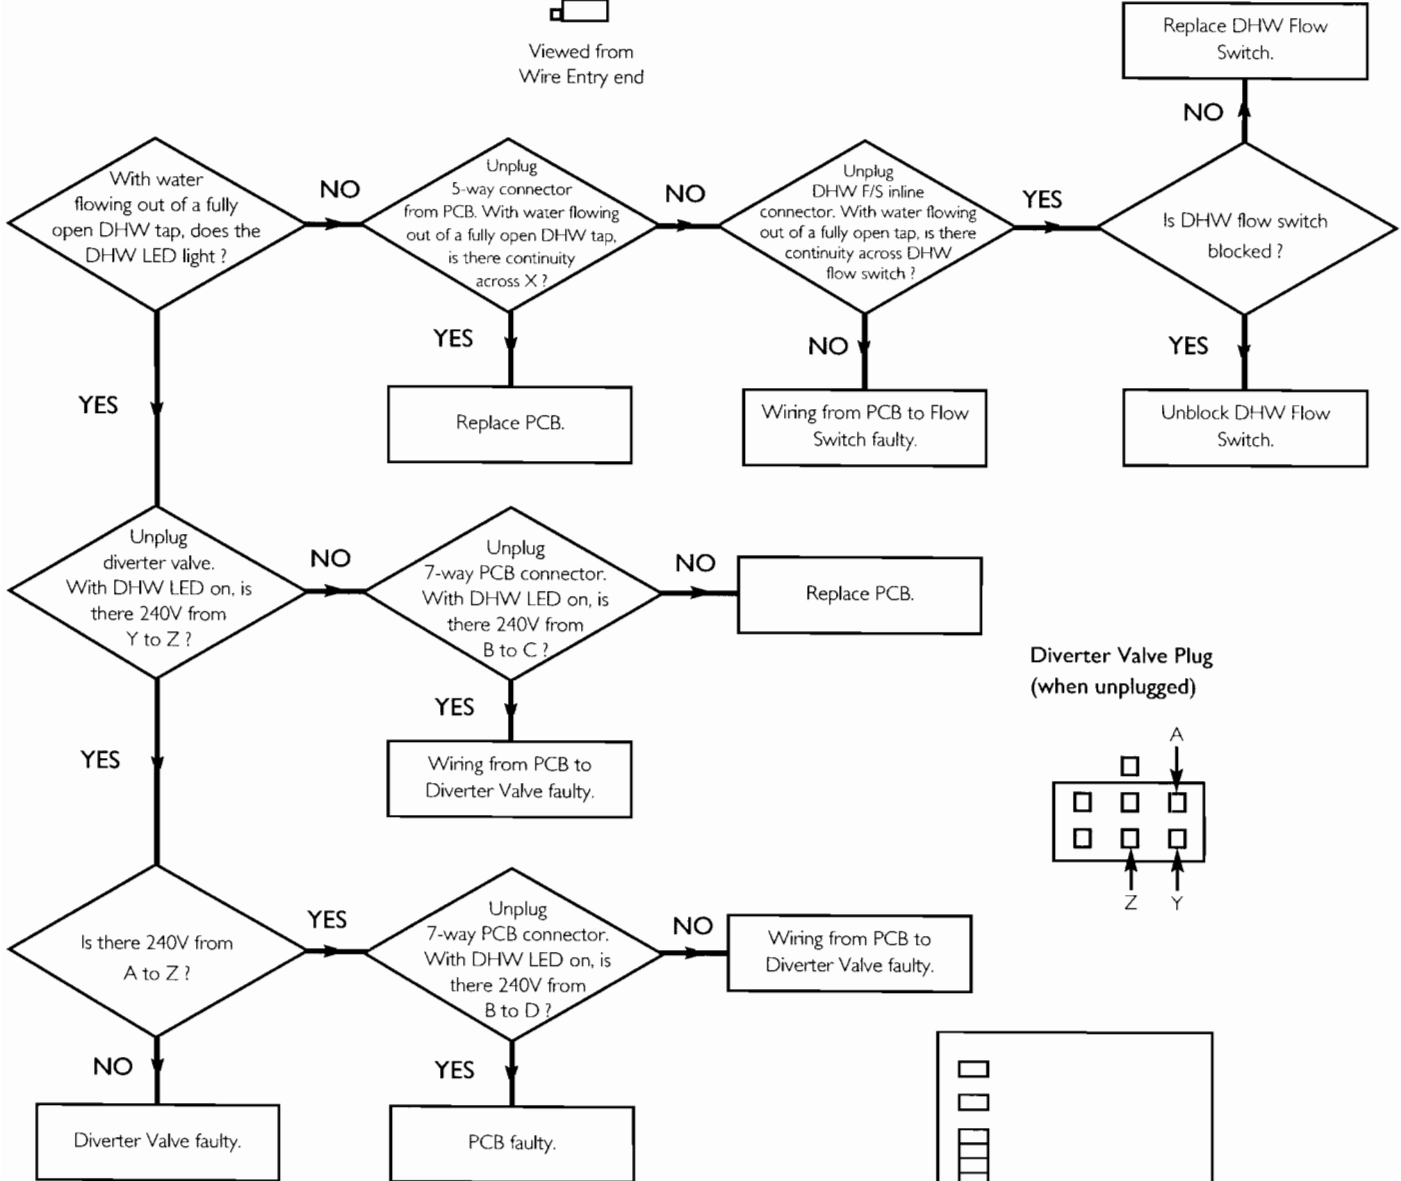 Viewed from
Wire Entry end
Replace DHW Flow
Switch.
NO
With water
flowing out of a fully
open DHW tap, does the
DHW LED light ?
NO
Unplug
5-way connector
from PCB. With water flowing
out of a fully open DHW tap,
is there continuity
across X ?
NO
Unplug
DHW F/S inline
connector. With water flowing
out of a fully open tap, is there
continuity across DHW
flow switch ?
YES
Is DHW flow switch
blocked ?
YES
YES
Replace PCB.
NO
Wiring from PCB to Flow
Switch faulty.
YES
Unblock DHW Flow
Switch.
Unplug
diverter valve.
With DHW LED on, is
there 240V from
Y to Z ?
NO
Unplug
7-way PCB connector.
With DHW LED on, is
there 240V from
B to C ?
NO
Replace PCB.
YES
YES
Wiring from PCB to
Diverter Valve faulty.
Diverter Valve Plug
(when unplugged)
A
Z Y
Is there 240V from
A to Z ?
YES
Unplug
7-way PCB connector.
With DHW LED on, is
there 240V from
B to D ?
NO
Wiring from PCB to
Diverter Valve faulty.
NO
Diverter Valve faulty.
YES
PCB faulty.